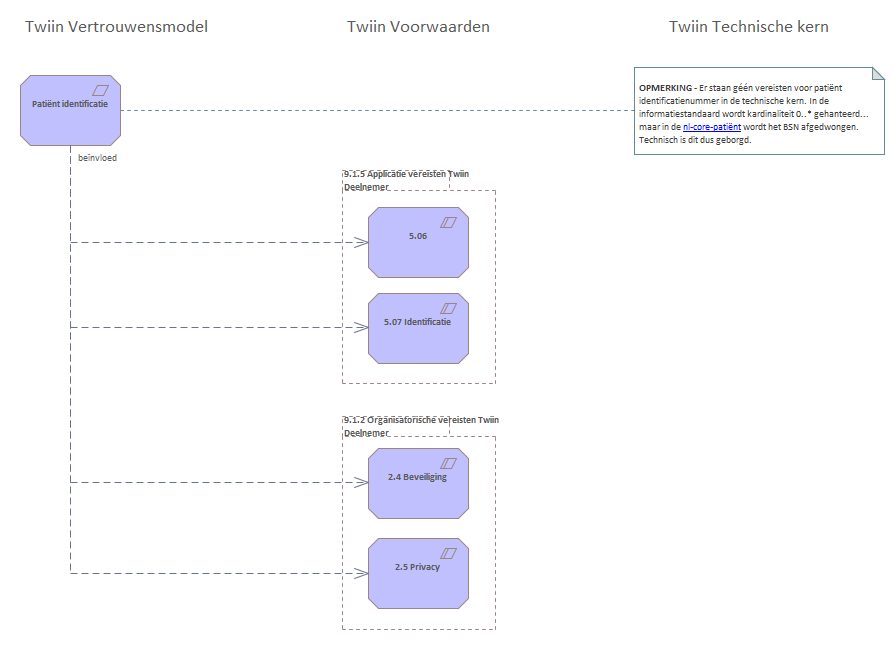 Twiin Vertrouwensmodel
Twiin Voorwaarden
Twiin Technische kern
Patiënt identificatie
OPMERKING - Er staan géén vereisten voor patiënt
identificatienummer in de technische kern. In de
informatiestandaard wordt kardinaliteit 0..* gehanteerd...
maar in de nl-core-patiënt wordt het BSN afgedwongen.
Technisch is dit dus geborgd.
beïnvloed
9.1.5 Applicatie vereisten Twiin
Deelnemer
5.06
5.07 Identificatie
9.1.2 Organisatorische vereisten Twiin
Deelnemer
2.4 Beveiliging
2.5 Privacy